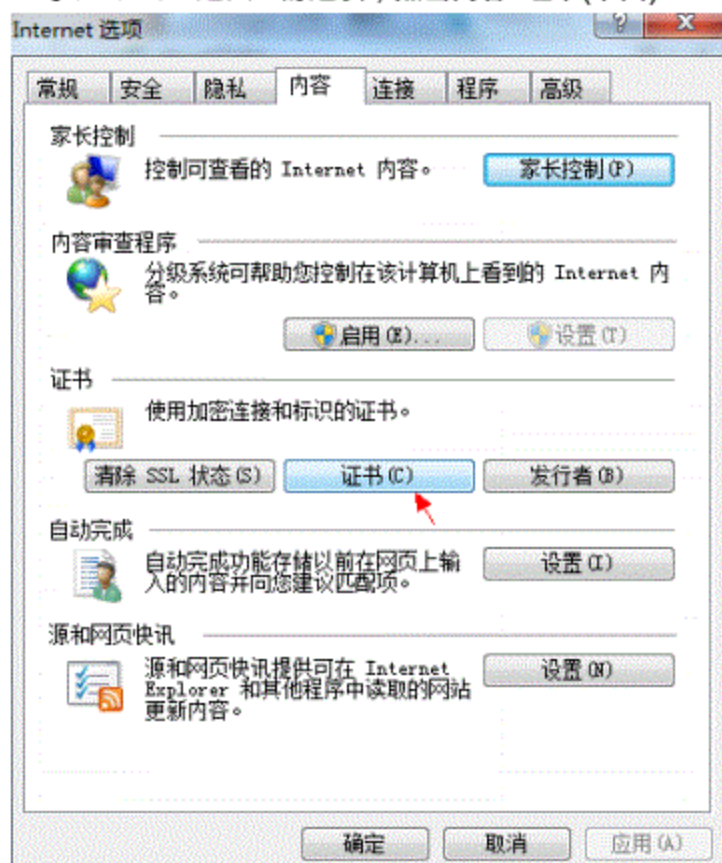 Internet 选项
常规 安全 隐私 内容 连接 程序 高级
家长控制
控制可查看的 Internet 内容。 家长控制(P)
内容审查程序
分级系统可帮助您控制在该计算机上看到的 Internet 内
容。
启用(E)... 设置(T)
证书
使用加密连接和标识的证书。
清除 SSL 状态(S) 证书(C) 发行者(B)
自动完成
自动完成功能存储以前在网页上输 设置(I)
入的内容并向您建议匹配项。
源和网页快讯
源和网页快讯提供可在 Internet 设置(N)
Explorer 和其他程序中读取的网站
更新内容。
确定 取消 应用(A)